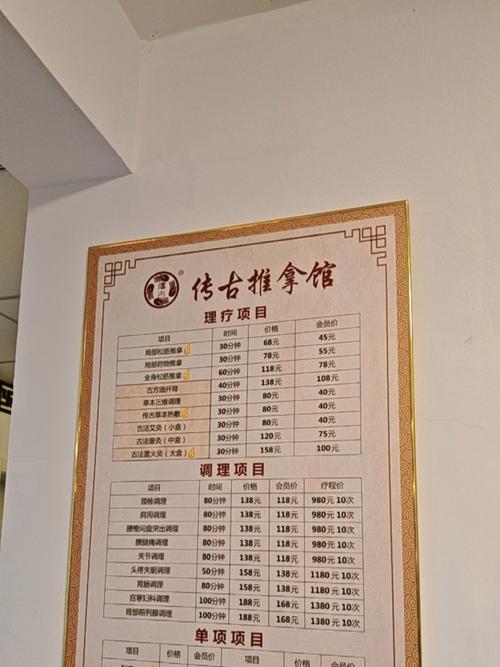 传古推拿馆
理疗项目
项目 时间 价格 会员价
局部松筋推拿 30分钟 68元 45元
局部药物推拿 30分钟 78元 55元
全身松筋推拿 60分钟 118元 78元
古方油开背 40分钟 138元 108元
草本三维调理 30分钟 80元 40元
传古草本热敷 30分钟 80元 40元
古法艾灸（小盒） 30分钟 80元 40元
古法督灸（中盒） 30分钟 120元 75元
古法重火灸（大盒） 30分钟 158元 100元
调理项目
项目 时间 价格 会员价 疗程价
颈椎调理 80分钟 138元 118元 980元 10次
肩周调理 80分钟 138元 118元 980元 10次
腰椎间盘突出调理 80分钟 138元 118元 980元 10次
腰腿痛调理 80分钟 138元 118元 980元 10次
关节调理 80分钟 138元 118元 980元 10次
头疼失眠调理 50分钟 158元 138元 1180元 10次
胃肠调理 80分钟 158元 138元 1180元 10次
宫寒妇科调理 100分钟 188元 168元 1380元 10次
肾部前列腺调理 100分钟 188元 168元 1380元 10次
单项项目
项目 价格 会员价 项目 价格 会员价